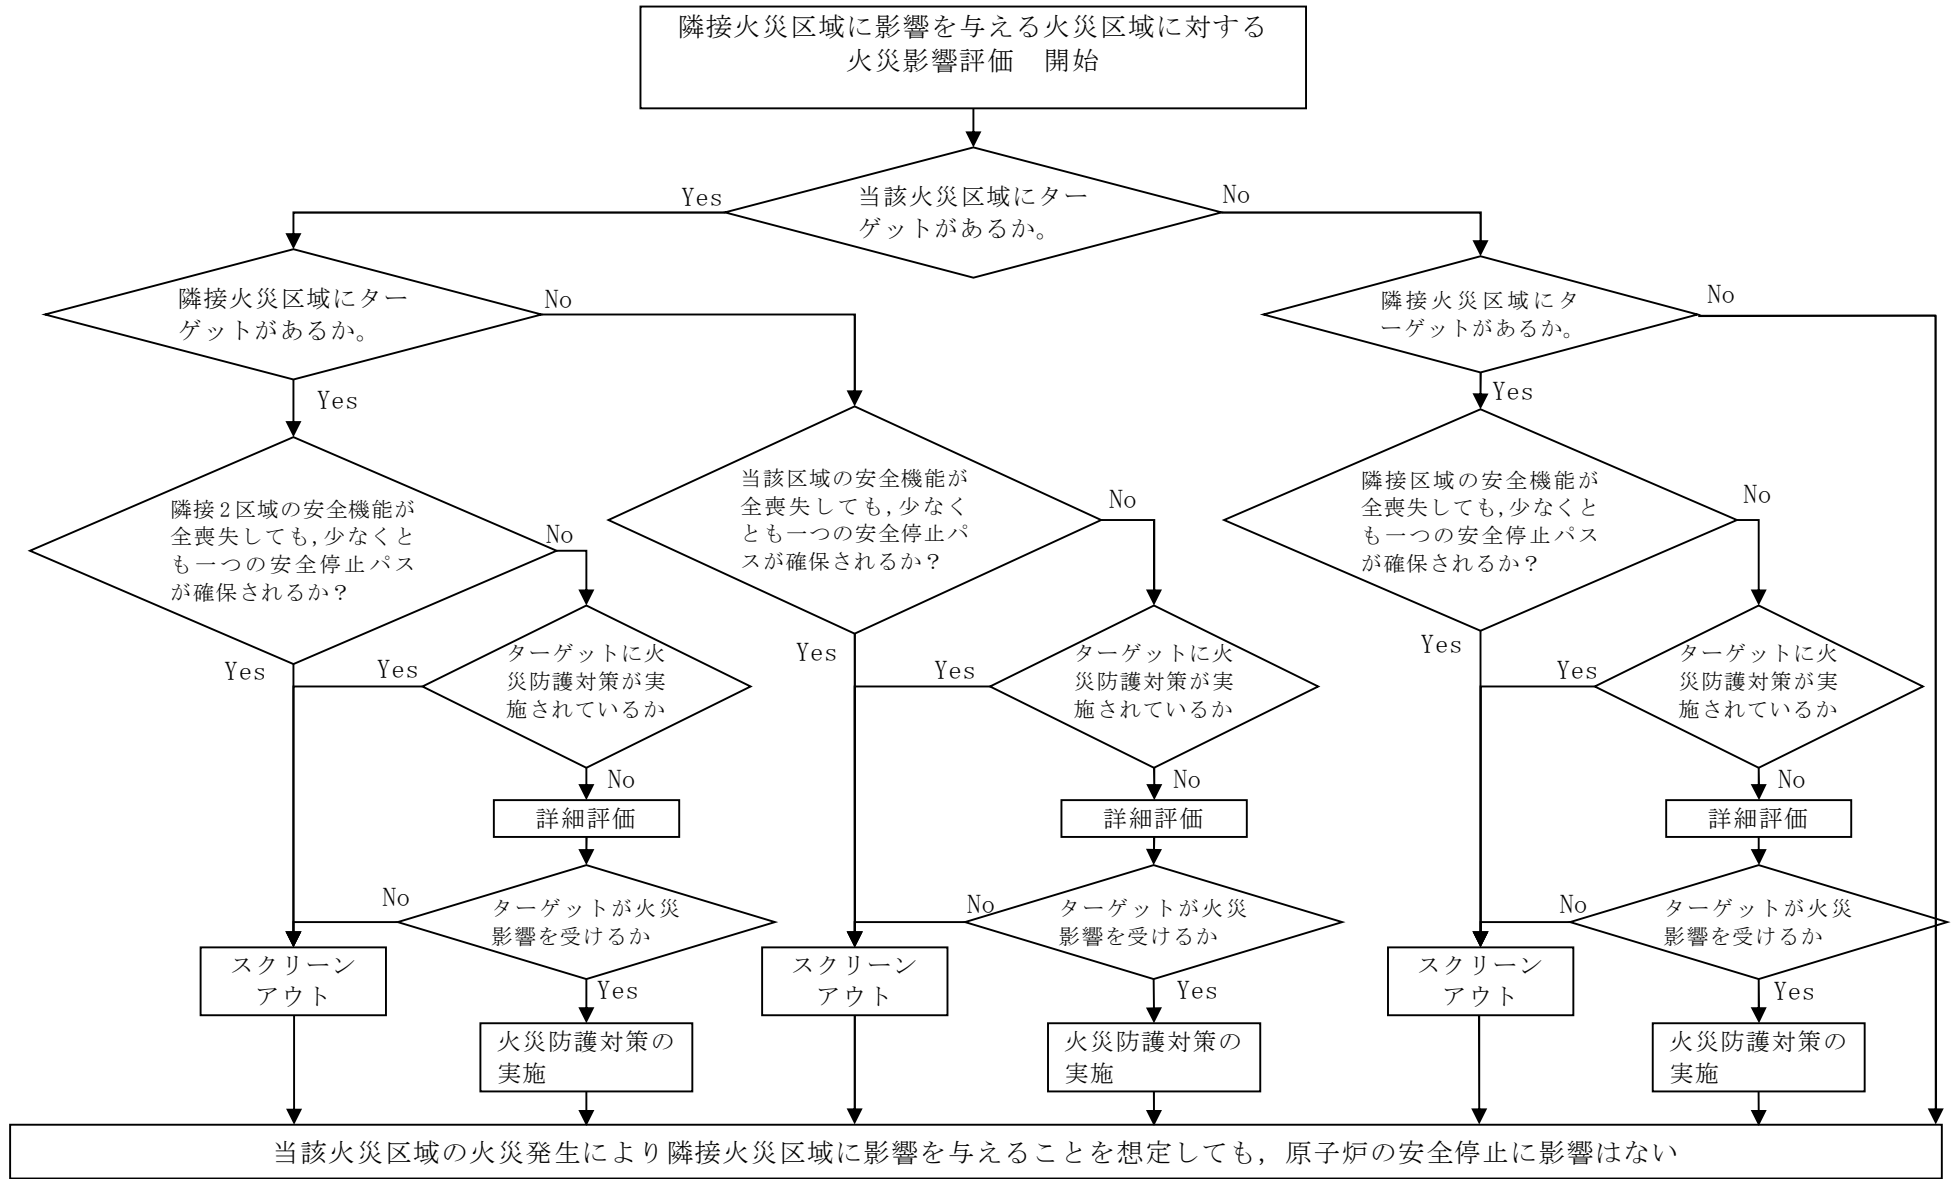 隣接火災区域に影響を与える火災区域に対する
火災影響評価　開始
Yes
当該火災区域にター
ゲットがあるか。
No
隣接火災区域にター
ゲットがあるか。
No
隣接火災区域にタ
ーゲットがあるか。
No
Yes
Yes
隣接2区域の安全機能が
全喪失しても,少なくと
も一つの安全停止パス
が確保されるか？
No
当該区域の安全機能が
全喪失しても,少なく
とも一つの安全停止パ
スが確保されるか？
No
隣接区域の安全機能が
全喪失しても,少なくと
も一つの安全停止パス
が確保されるか？
No
Yes
Yes
ターゲットに火
災防護対策が実
施されているか
Yes
Yes
ターゲットに火
災防護対策が実
施されているか
Yes
Yes
ターゲットに火
災防護対策が実
施されているか
No
No
No
詳細評価
詳細評価
詳細評価
No
ターゲットが火災
影響を受けるか
No
ターゲットが火災
影響を受けるか
No
ターゲットが火災
影響を受けるか
スクリーン
アウト
Yes
スクリーン
アウト
Yes
スクリーン
アウト
Yes
火災防護対策の
実施
火災防護対策の
実施
火災防護対策の
実施
当該火災区域の火災発生により隣接火災区域に影響を与えることを想定しても，原子炉の安全停止に影響はない